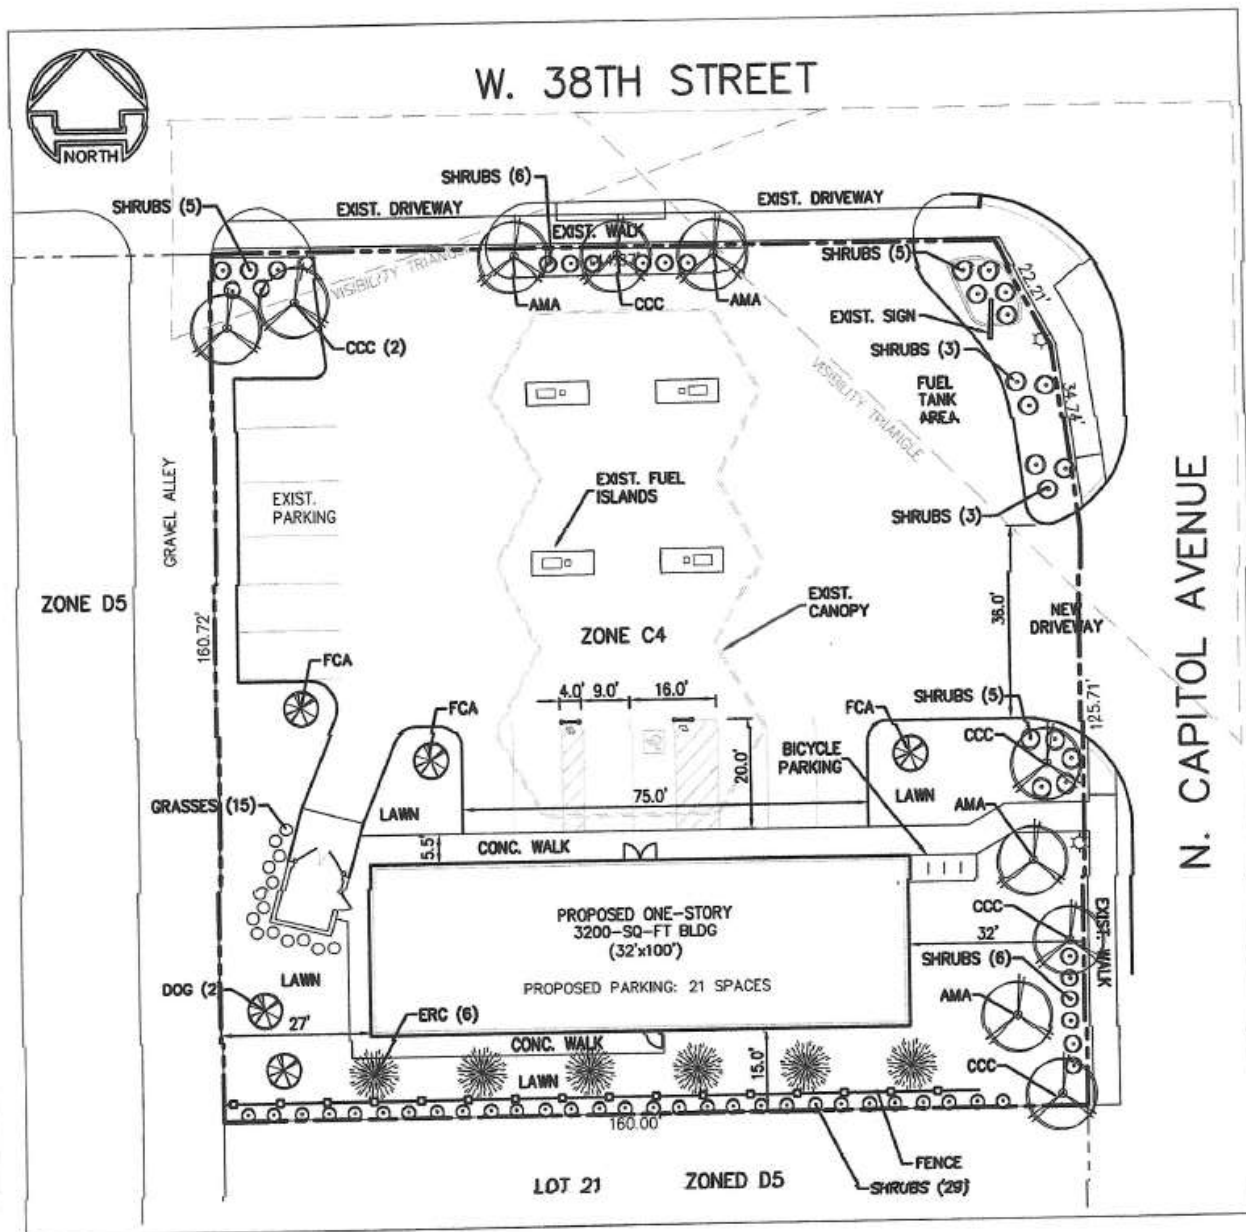 W. 38TH STREET
NORTH
SHRUBS (6)
SHRUBS (5)
EXIST. DRIVEWAY
EXIST. DRIVEWAY
EXIST. WALK
SHRUBS (5)
22.21'
VISIBILITY TRIANGLE
AMA
CCC
AMA
EXIST. SIGN
CCC (2)
SHRUBS (3)
VISIBILITY TRIANGLE
FUEL
TANK
AREA
34.74'
GRAVEL ALLEY
EXIST.
PARKING
EXIST. FUEL
ISLANDS
SHRUBS (3)
N. CAPITOL AVENUE
ZONE D5
160.72'
EXIST.
CANOPY
36.0'
NEW
DRIVEWAY
ZONE C4
FCA
4.0'
9.0'
16.0'
SHRUBS (5)
125.71'
FCA
FCA
CCC
BICYCLE
PARKING
20.0'
GRASSES (15)
LAWN
75.0'
LAWN
AMA
5.5'
CONC. WALK
PROPOSED ONE-STORY
3200-SQ-FT BLDG
(32'x100')
CCC
32'
EXIST. WALK
SHRUBS (6)
LAWN
PROPOSED PARKING: 21 SPACES
DOG (2
AMA
27'
ERC (6)
CONC. WALK
15.0'
LAWN
CCC
160.00'
FENCE
LOT 21
ZONED D5
SHRUBS (29)